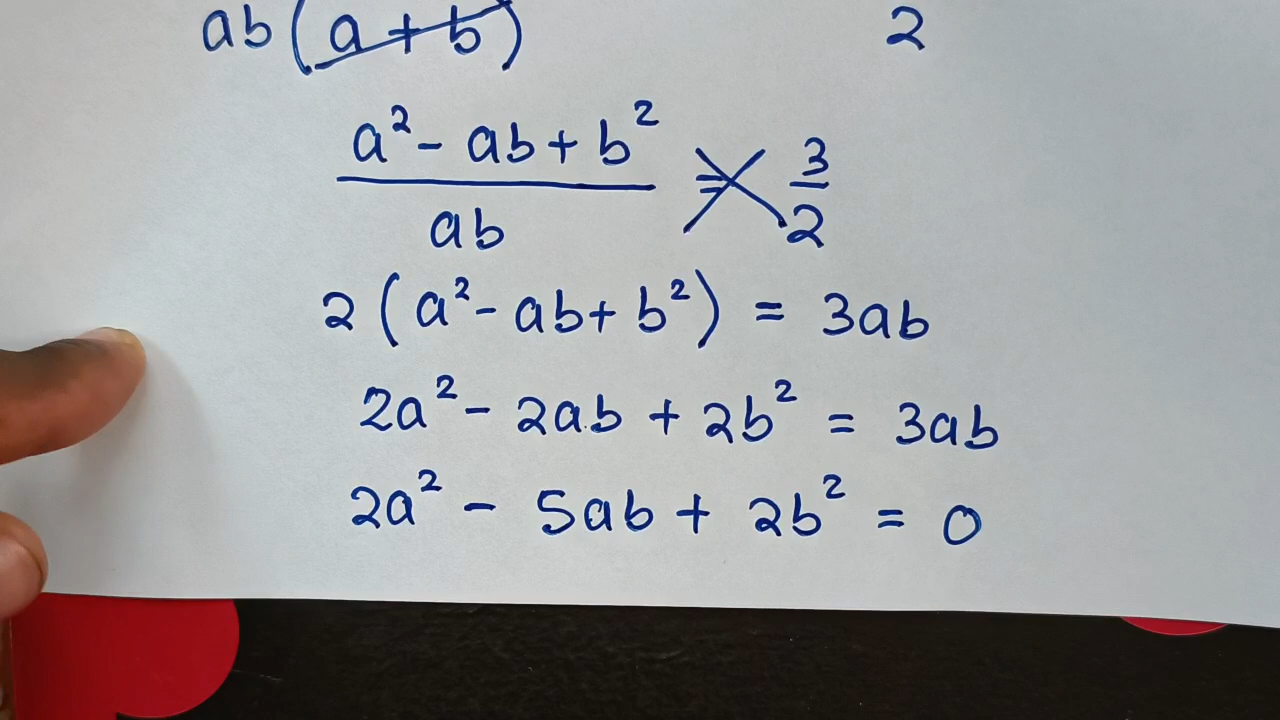 ab(a+b) 2
a² - ab + b² / ab = 3/2
2(a² - ab + b²) = 3ab
2a² - 2ab + 2b² = 3ab
2a² - 5ab + 2b² = 0